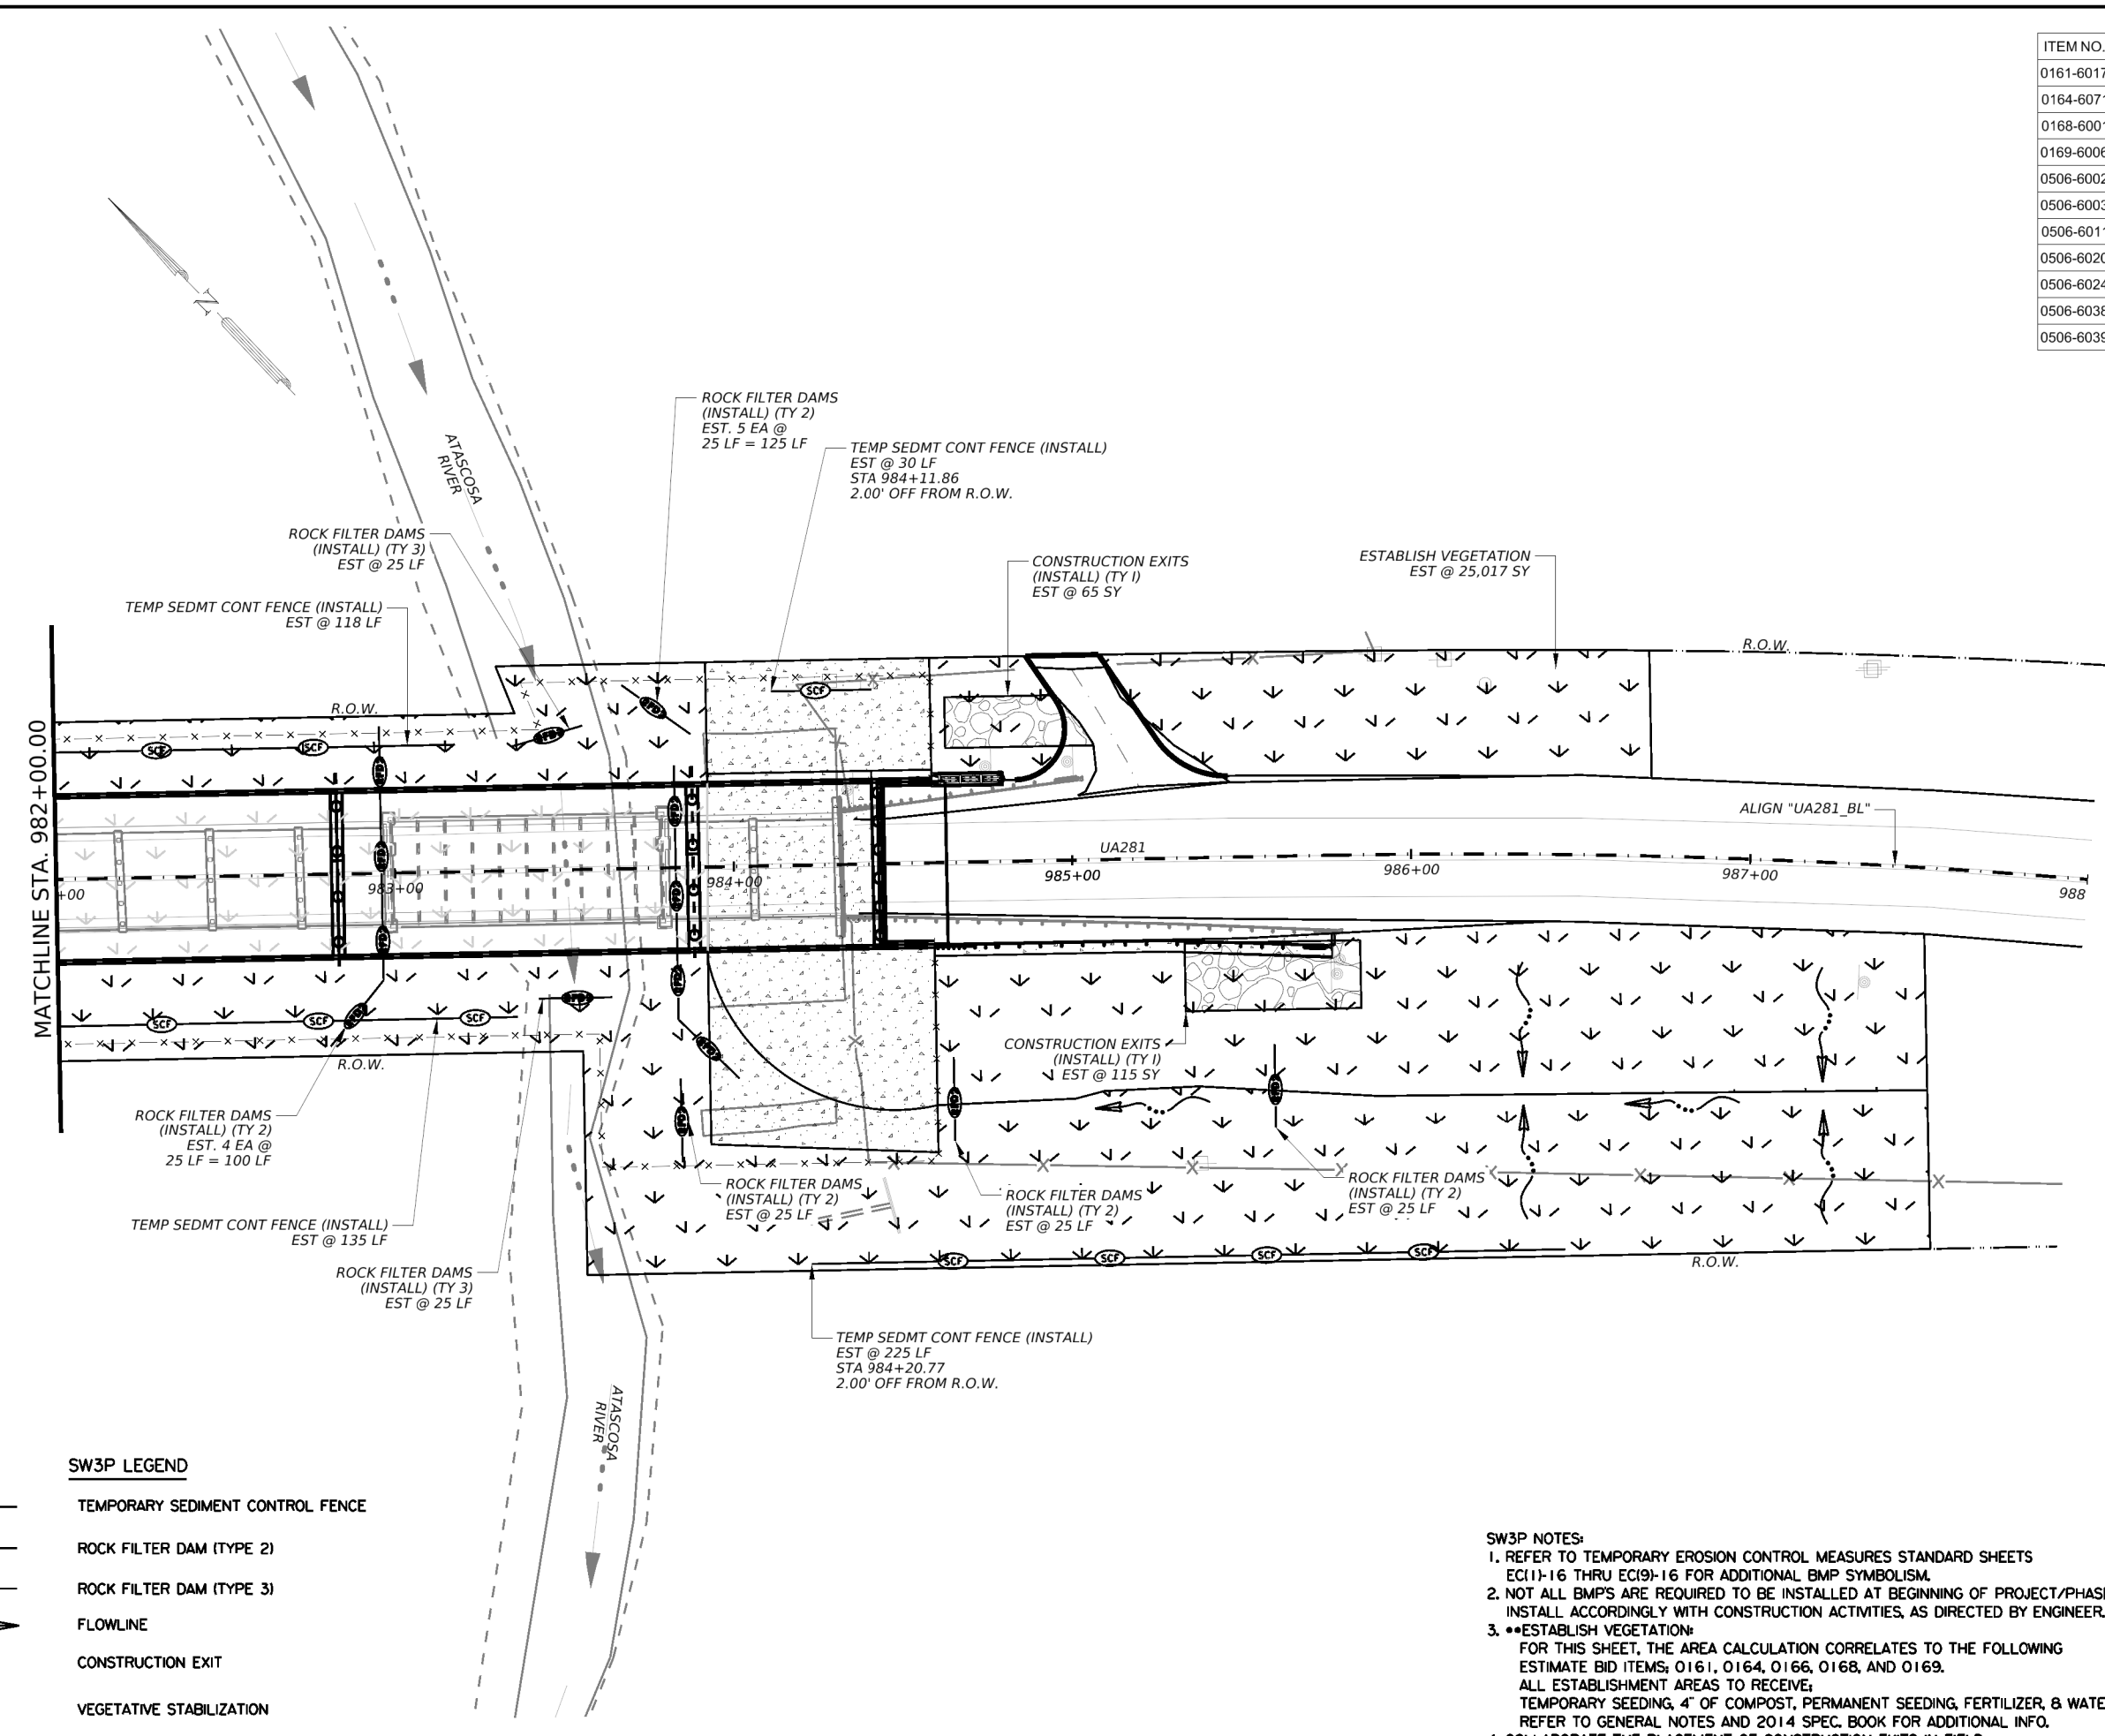 ITEM NO.
0161-6017
0164-6071
0168-6001
0169-6006
0506-6002
0506-6003
0506-6011
0506-6020
0506-6024
0506-6038
0506-6039
N
ATASCOSA
RIVER
ROCK FILTER DAMS
(INSTALL) (TY 2)
EST. 5 EA @
25 LF = 125 LF
TEMP SEDMT CONT FENCE (INSTALL)
EST @ 30 LF
STA 984+11.86
2.00' OFF FROM R.O.W.
ROCK FILTER DAMS
(INSTALL) (TY 3)
EST @ 25 LF
CONSTRUCTION EXITS
(INSTALL) (TY I)
EST @ 65 SY
ESTABLISH VEGETATION
EST @ 25,017 SY
TEMP SEDMT CONT FENCE (INSTALL)
EST @ 118 LF
R.O.W.
R.O.W.
SCF
SCF
SCF
MATCHLINE STA. 982+00.00
ALIGN "UA281_BL"
UA281
+00
983+00
984+00
985+00
986+00
987+00
988
SCF
SCF
SCF
R.O.W.
CONSTRUCTION EXITS
(INSTALL) (TY I)
EST @ 115 SY
ROCK FILTER DAMS
(INSTALL) (TY 2)
EST. 4 EA @
25 LF = 100 LF
ROCK FILTER DAMS
(INSTALL) (TY 2)
EST @ 25 LF
ROCK FILTER DAMS
(INSTALL) (TY 2)
EST @ 25 LF
ROCK FILTER DAMS
(INSTALL) (TY 2)
EST @ 25 LF
TEMP SEDMT CONT FENCE (INSTALL)
EST @ 135 LF
SCF
SCF
SCF
SCF
R.O.W.
ROCK FILTER DAMS
(INSTALL) (TY 3)
EST @ 25 LF
TEMP SEDMT CONT FENCE (INSTALL)
EST @ 225 LF
STA 984+20.77
2.00' OFF FROM R.O.W.
ATASCOSA
RIVER
SW3P LEGEND
TEMPORARY SEDIMENT CONTROL FENCE
ROCK FILTER DAM (TYPE 2)
ROCK FILTER DAM (TYPE 3)
FLOWLINE
CONSTRUCTION EXIT
VEGETATIVE STABILIZATION
SW3P NOTES:
1. REFER TO TEMPORARY EROSION CONTROL MEASURES STANDARD SHEETS
EC(1)-16 THRU EC(9)-16 FOR ADDITIONAL BMP SYMBOLISM.
2. NOT ALL BMP'S ARE REQUIRED TO BE INSTALLED AT BEGINNING OF PROJECT/PHASE
INSTALL ACCORDINGLY WITH CONSTRUCTION ACTIVITIES, AS DIRECTED BY ENGINEER.
3. **ESTABLISH VEGETATION:
FOR THIS SHEET, THE AREA CALCULATION CORRELATES TO THE FOLLOWING
ESTIMATE BID ITEMS; 0161, 0164, 0166, 0168, AND 0169.
ALL ESTABLISHMENT AREAS TO RECEIVE;
TEMPORARY SEEDING, 4" OF COMPOST, PERMANENT SEEDING, FERTILIZER, & WATE
REFER TO GENERAL NOTES AND 2014 SPEC. BOOK FOR ADDITIONAL INFO.